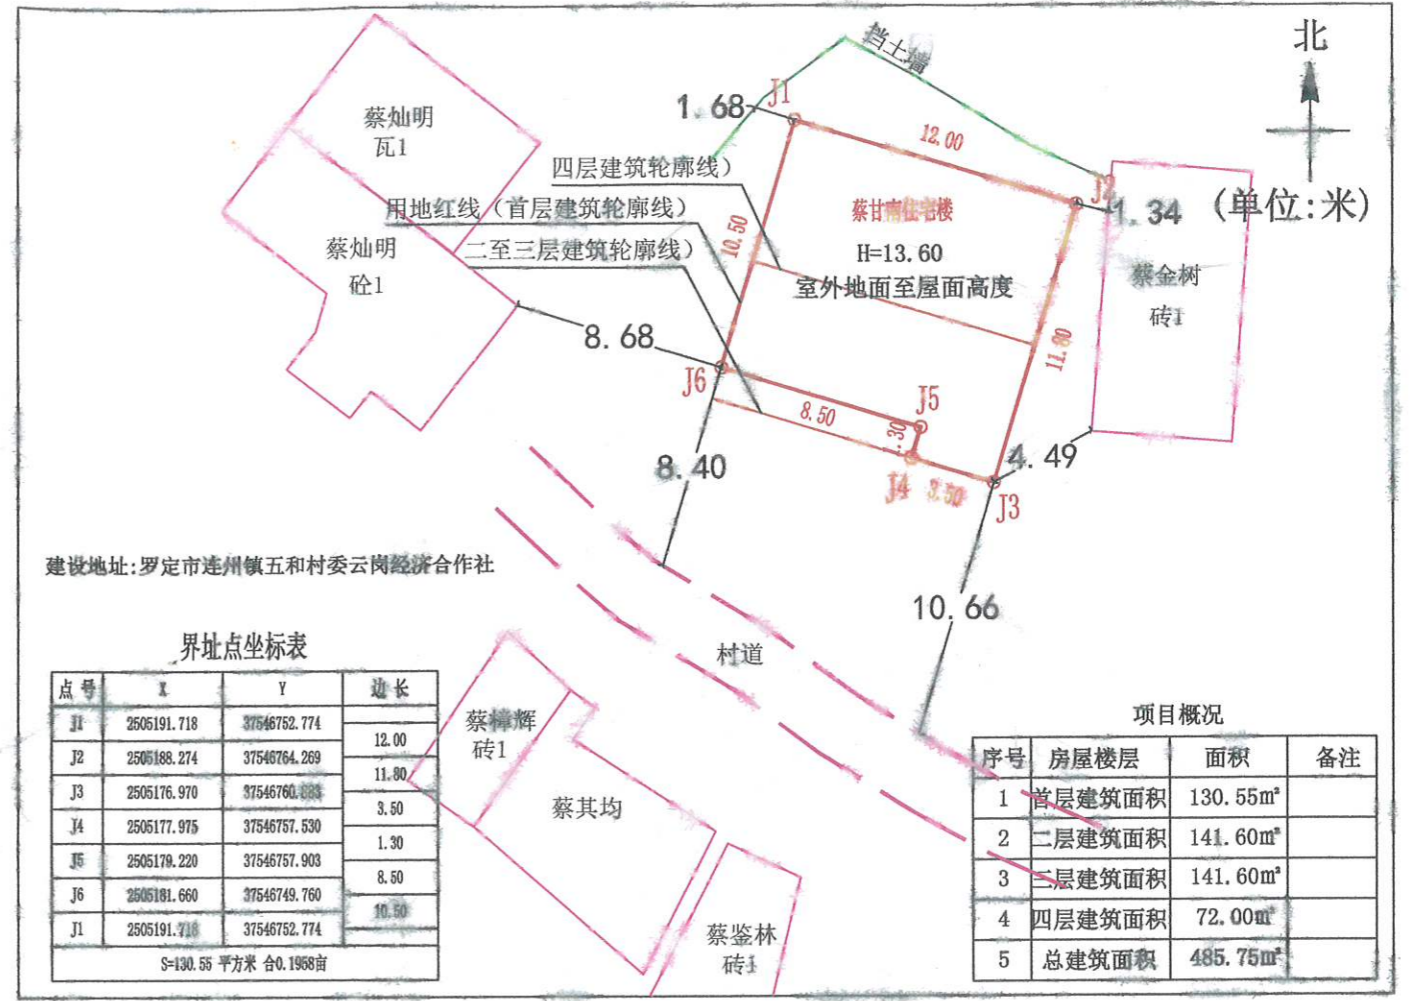 北
挡土墙
J1
1.68
12.00
蔡灿明
瓦1
四层建筑轮廓线)
J2
1.34
(单位:米)
用地红线(首层建筑轮廓线)
10.50
蔡甘南住宅楼
蔡灿明
砼1
二至三层建筑轮廓线)
H=13.60
室外地面至屋面高度
蔡金树
砖1
8.68
11.80
J6
J5
8.50
1.30
8.40
4.49
J4
3.50
J3
建设地址:罗定市连州镇五和村委云岗经济合作社
10.66
村道
界址点坐标表
点号 X Y 边长
J1 2505191.718 37546752.774
12.00
J2 2505188.274 37546764.269
11.80
J3 2505176.970
3.50
J4 2505177.975 37546757.530
1.30
J5 2505179.220 37546757.903
8.50
J6 2505181.660 37546749.760
10.50
J1 2505191.718 37546752.774
S=130.55 平方米 合0.1958亩
蔡樟辉
砖1
蔡其均
蔡鉴林
砖1
项目概况
序号 房屋楼层 面积 备注
1 首层建筑面积 130.55m²
2 二层建筑面积 141.60m²
3 三层建筑面积 141.60m²
4 四层建筑面积 72.00m²
5 总建筑面积 485.75m²